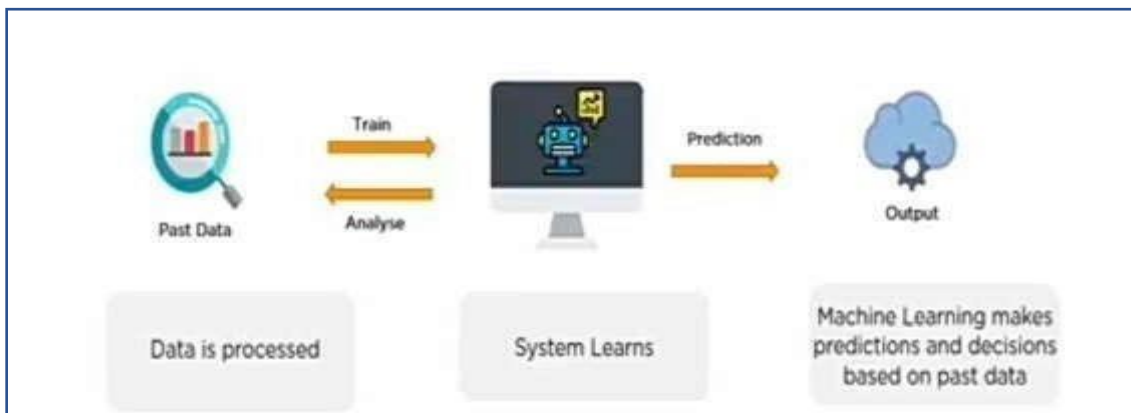 Train
Prediction
Past Data
Analyse
Output
Data is processed
System Learns
Machine Learning makes
predictions and decisions
based on past data